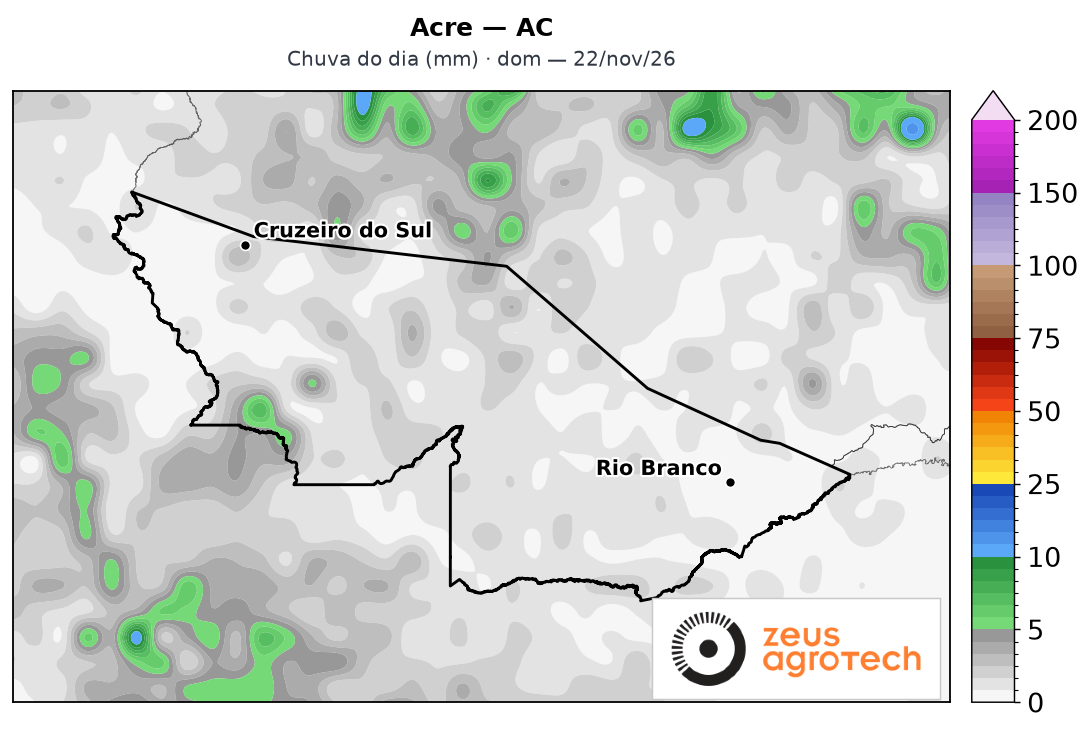 Acre — AC
Chuva do dia (mm) · dom — 22/nov/26
Cruzeiro do Sul
Rio Branco
200
150
100
75
50
25
10
5
0
zeus
agrotech